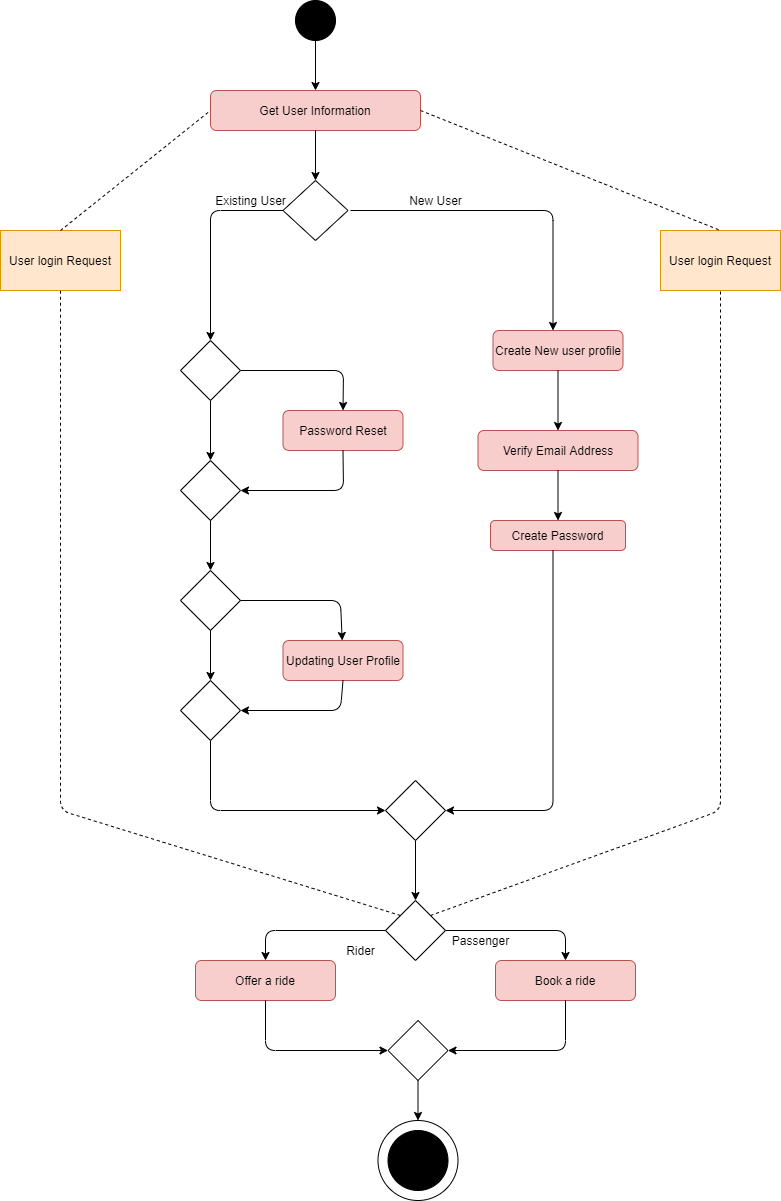 Get User Information
Existing User
New User
User login Request
User login Request
Create New user profile
Password Reset
Verify Email Address
Create Password
Updating User Profile
Rider
Passenger
Offer a ride
Book a ride